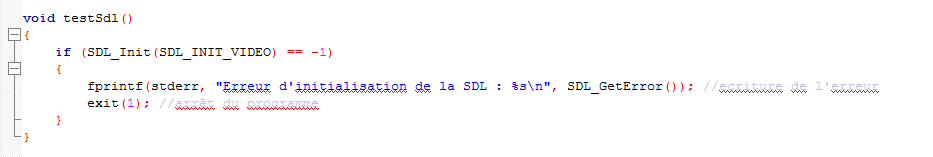 void testSdl()
{
if (SDL_Init(SDL_INIT_VIDEO) == -1)
{
fprintf(stderr, "Erreur d'initialisation de la SDL : %s\n", SDL_GetError()); //ecriture de l'erreur
exit(1); //arrêt du programme
}
}